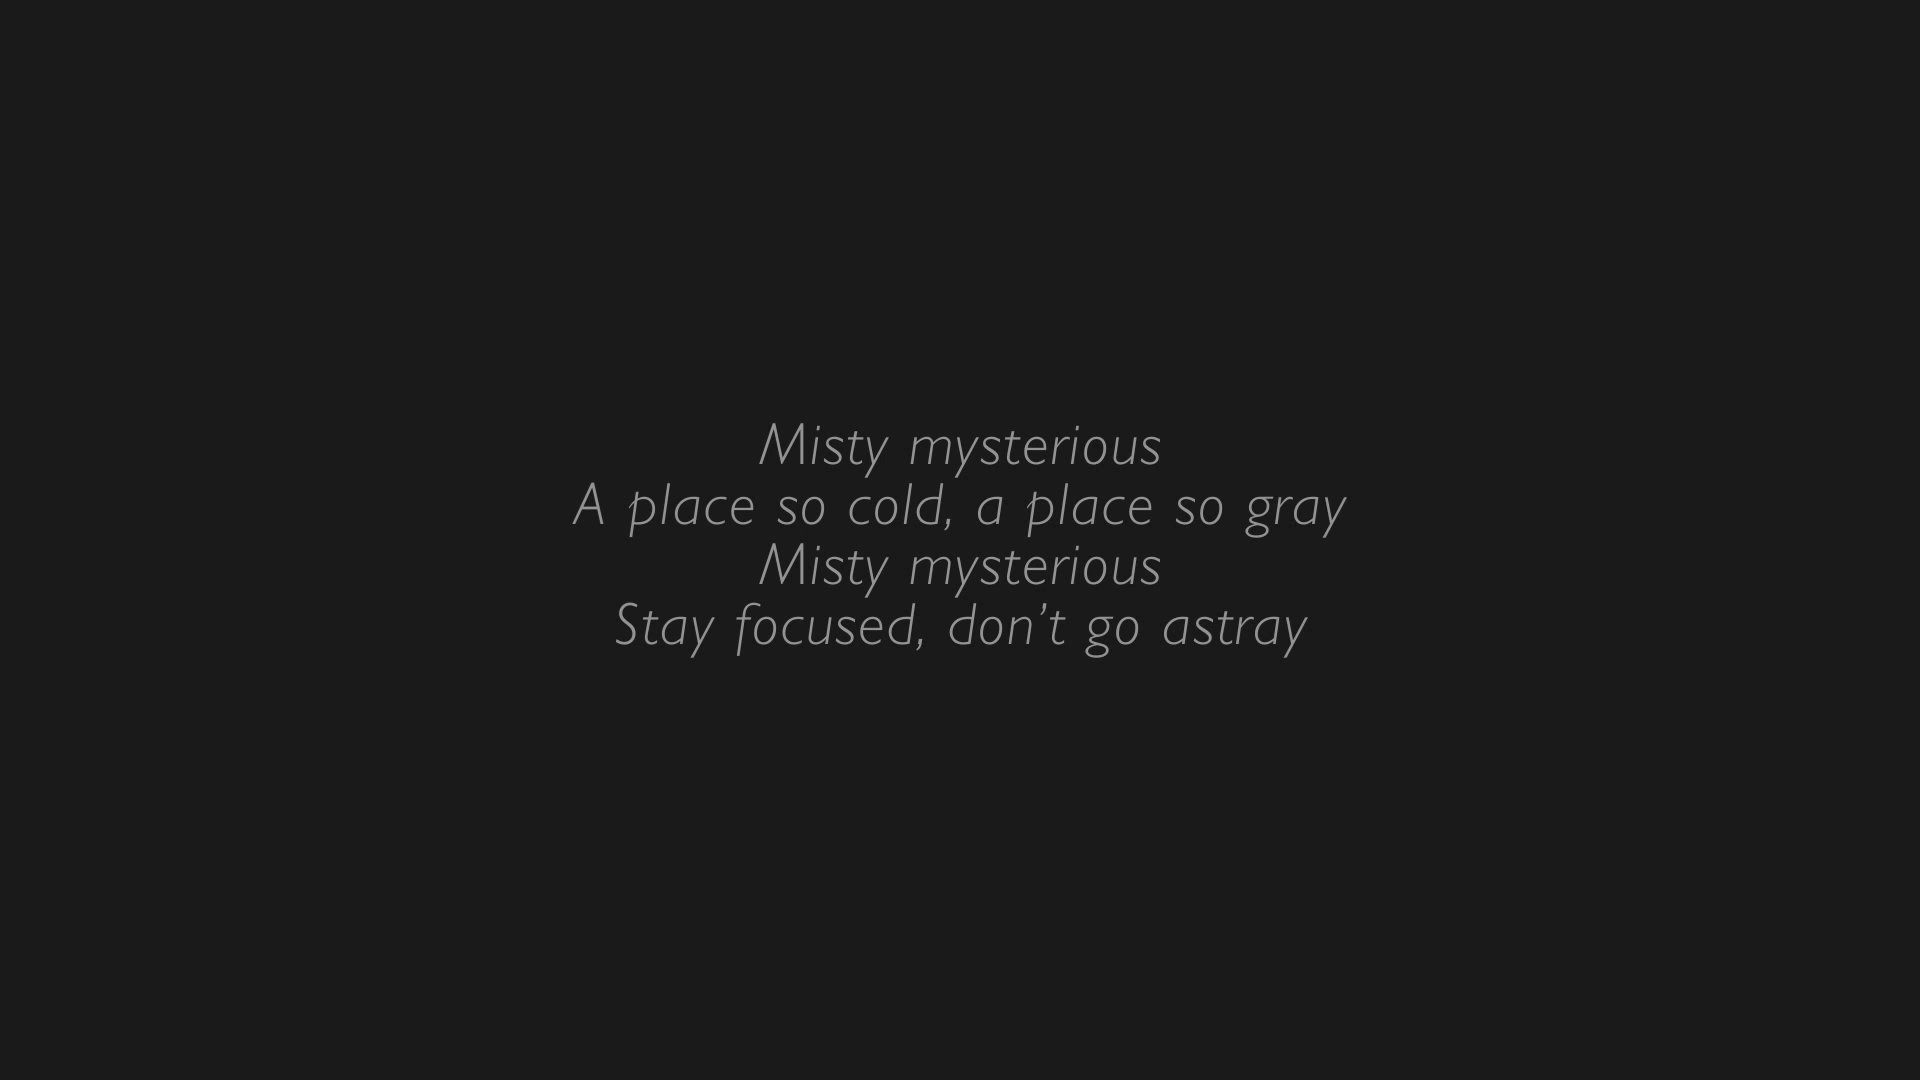 Misty mysterious
A place so cold, a place so gray
Misty mysterious
Stay focused, don’t go astray